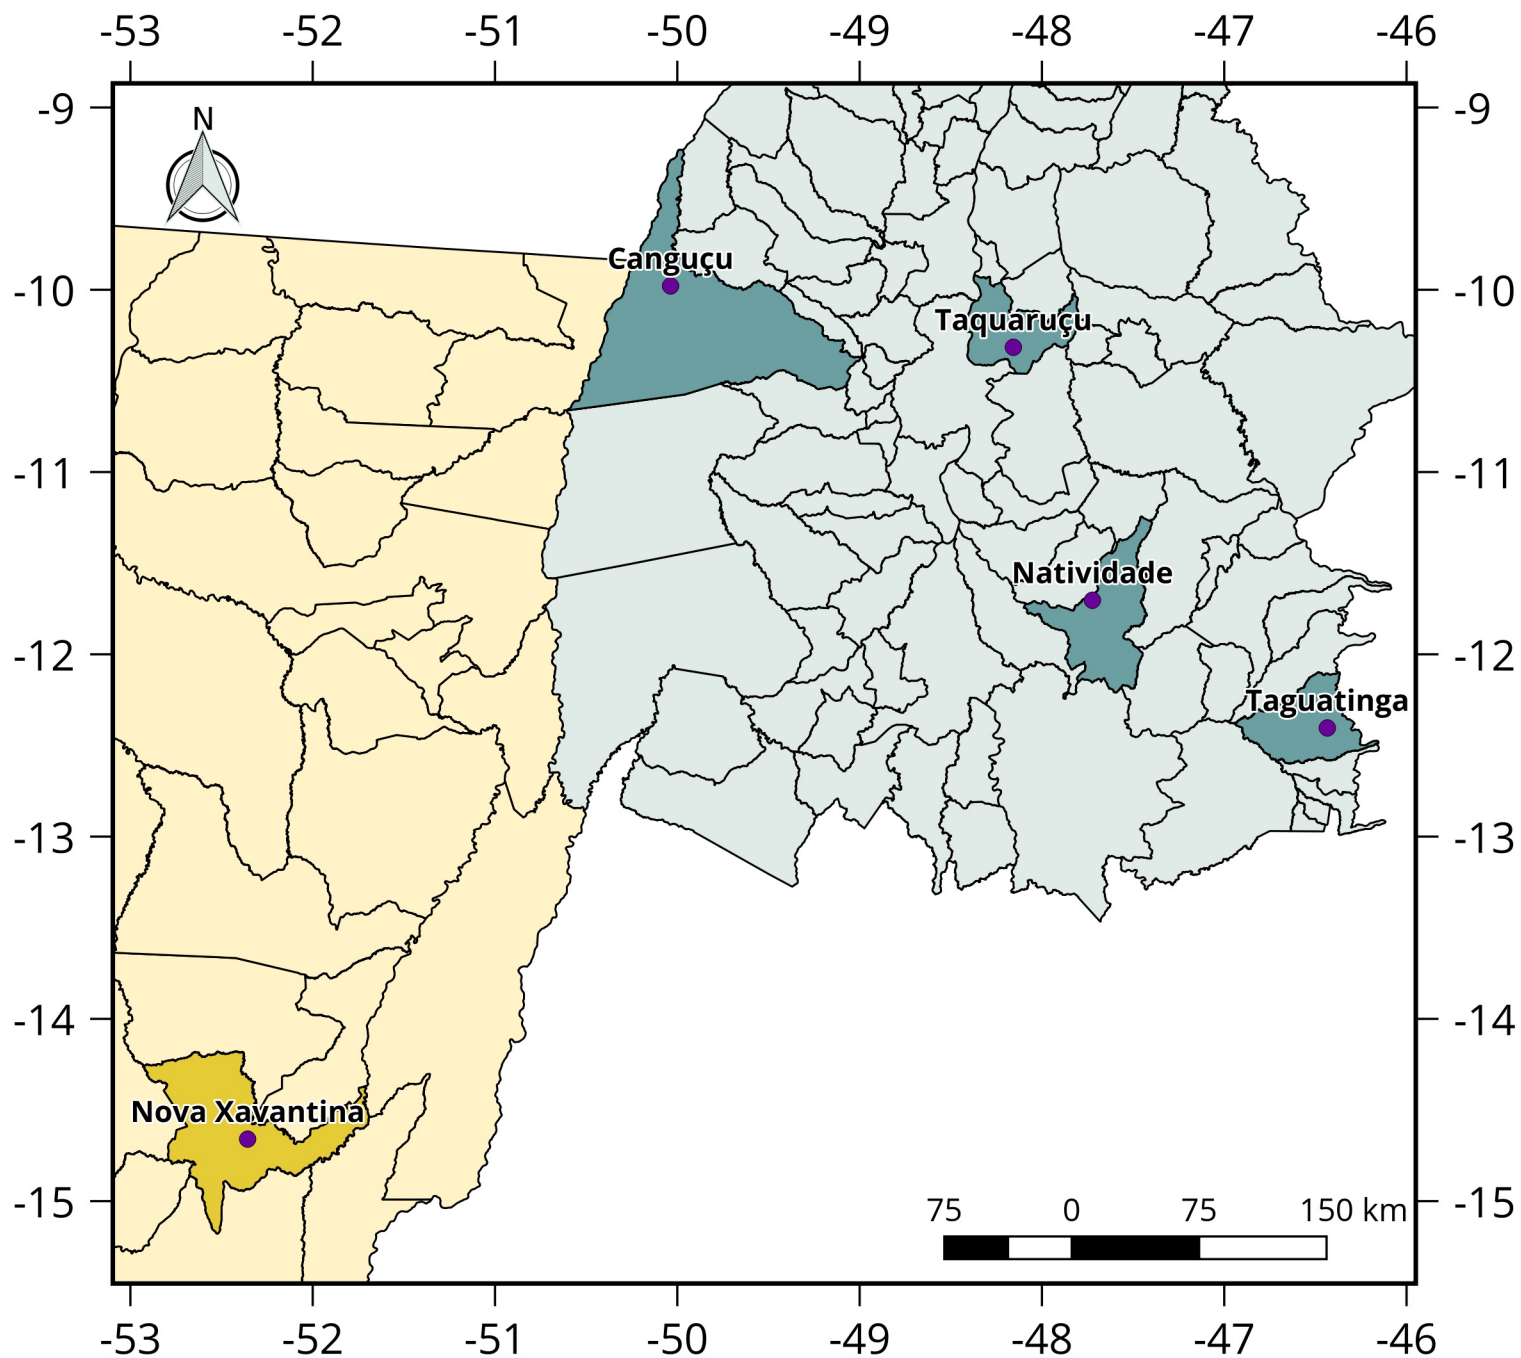 -53 -52 -51 -50 -49 -48 -47 -46
-9 -9
N
Canguçu
-10 -10
Taquaruçu
-11 -11
Natividade
-12 -12
Taguatinga
-13 -13
-14 -14
Nova Xavantina
-15 -15
75 0 75 150 km
-53 -52 -51 -50 -49 -48 -47 -46